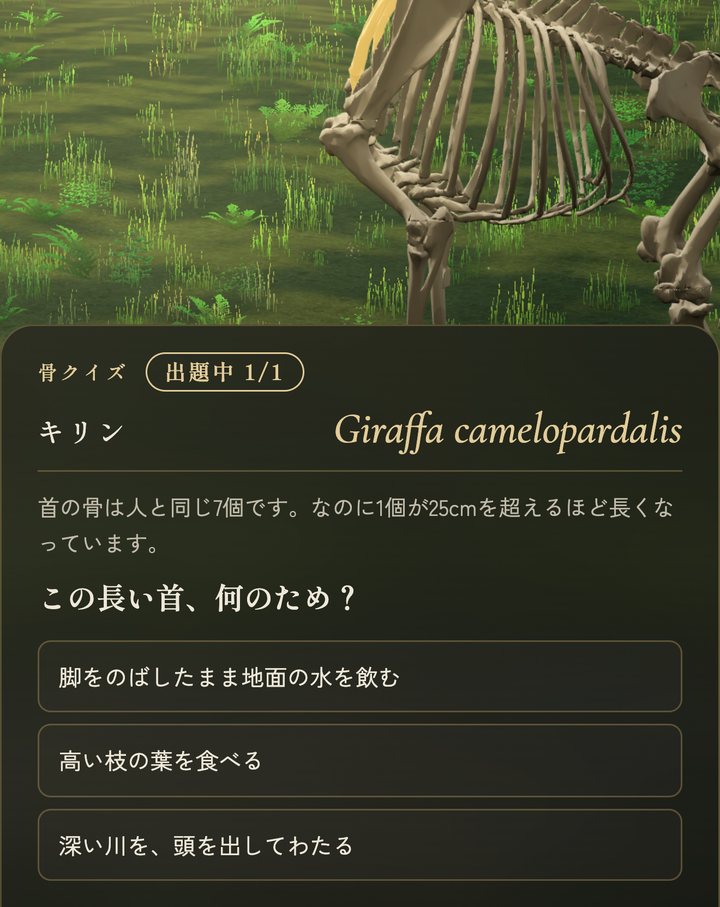 骨クイズ 出題中 1/1
キリン Giraffa camelopardalis
首の骨は人と同じ7個です。なのに1個が25cmを超えるほど長くな
っています。
この長い首、何のため？
脚をのばしたまま地面の水を飲む
高い枝の葉を食べる
深い川を、頭を出してわたる